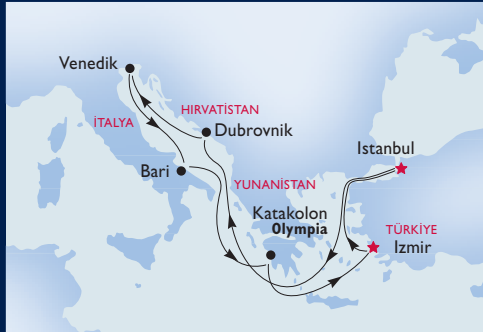 Venedik
HIRVATİSTAN
İTALYA
Dubrovnik
Istanbul
Bari
YUNANİSTAN
Katakolon
Olympia
TÜRKİYE
Izmir